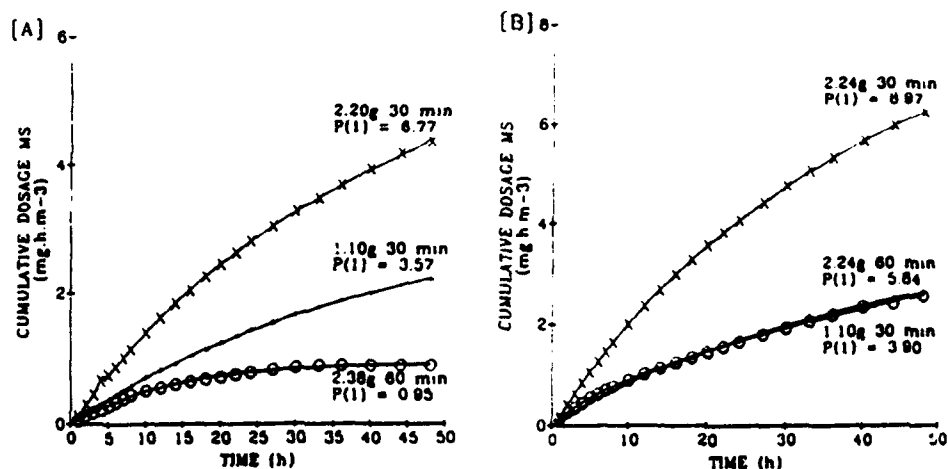 [A]
6-
4
2
0
CUMULATIVE DOSAGE MS
(mg.h.m-3)
2.20g 30 min
P(1) = 6.77
1.10g 30 min
P(1) = 3.57
2.38g 60 min
P(1) = 0.95
0 5 10 15 20 25 30 35 40 45 50
TIME (h)
[B]
8-
6
4
2
0
CUMULATIVE DOSAGE MS
(mg h m-3)
2.24g 30 min
P(1) = 8.97
2.24g 60 min
P(1) = 5.84
1.10g 30 min
P(1) = 3.90
0 10 20 30 40 50
TIME (h)